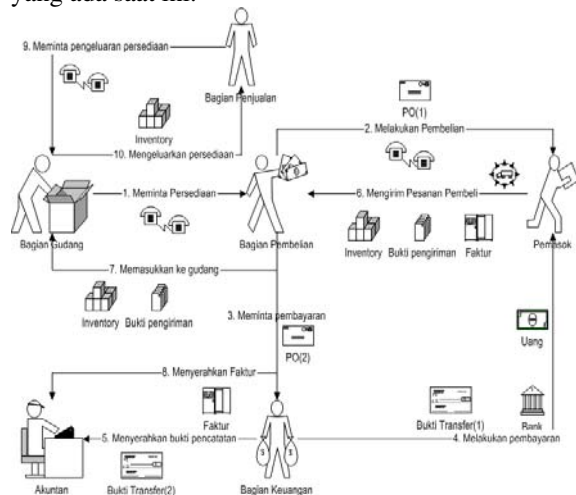 yang ada saat ini.
9. Meminta pengeluaran persediaan
Bagian Penjualan
PO(1)
Inventory
2. Melakukan Pembelian
10. Mengeluarkan persediaan
1. Meminta Persediaan
6. Mengirim Pesanan Pembeli
Bagian Gudang
Bagian Pembelian
Inventory
Bukti pengiriman
Faktur
Pemasok
7. Memasukkan ke gudang
Inventory
Bukti pengiriman
3. Meminta pembayaran
PO(2)
Uang
8. Menyerahkan Faktur
Faktur
Bukti Transfer(1)
Bank
5. Menyerahkan bukti pencatatan
4. Melakukan pembayaran
Akuntan
Bukti Transfer(2)
Bagian Keuangan